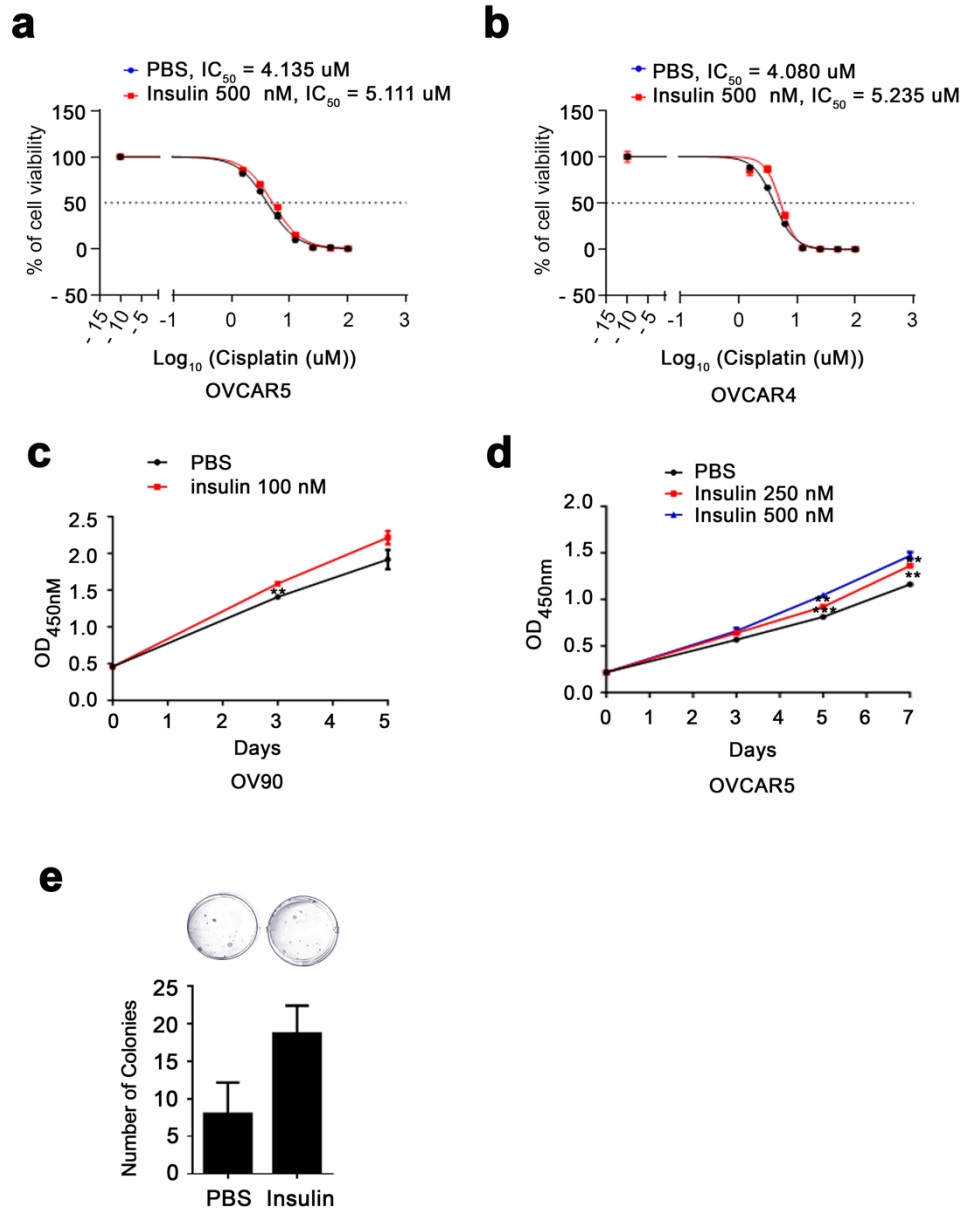 a
PBS, IC50 = 4.135 uM
Insulin 500 nM, IC50 = 5.111 uM
150
100
50
0
- 50
% of cell vialbility
- 15
- 10
- 5
-1
0
1
2
3
Log10 (Cisplatin (uM))
OVCAR5
b
PBS, IC50 = 4.080 uM
Insulin 500 nM, IC50 = 5.235 uM
150
100
50
0
- 50
% of cell viability
- 15
- 10
- 5
-1
0
1
2
3
Log10 (Cisplatin (uM))
OVCAR4
c
PBS
insulin 100 nM
2.5
2.0
1.5
1.0
0.5
0.0
OD450nM
**
0
1
2
3
4
5
Days
OV90
d
PBS
Insulin 250 nM
Insulin 500 nM
2.0
1.5
1.0
0.5
0.0
OD450nm
**
***
**
**
0
1
2
3
4
5
6
7
Days
OVCAR5
e
25
20
15
10
5
0
Number of Colonies
PBS Insulin